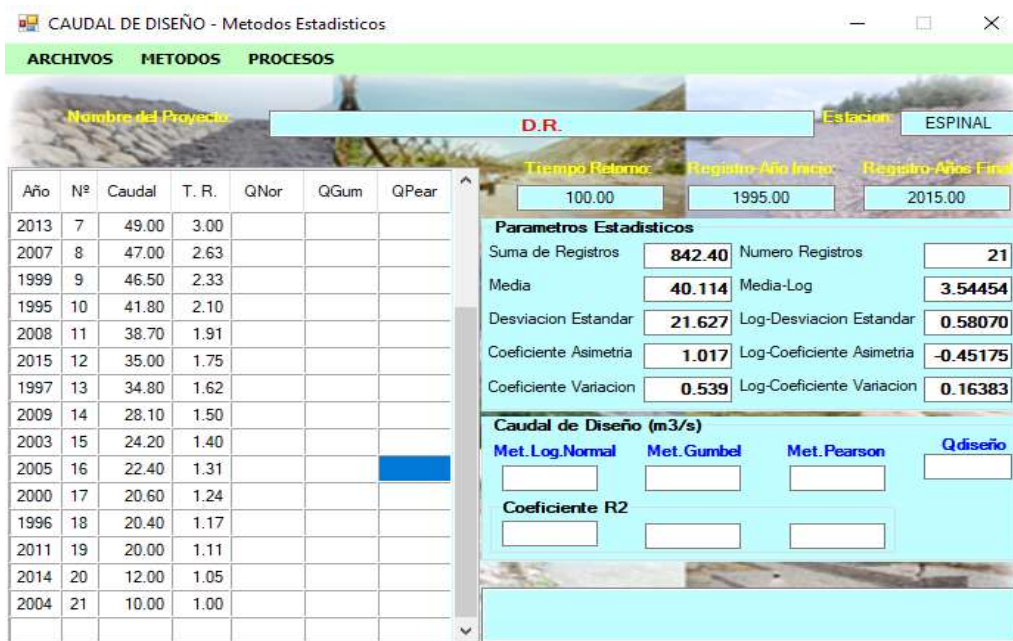 CAUDAL DE DISEÑO - Metodos Estadisticos
ARCHIVOS METODOS PROCESOS
Nombre del Proyecto: D.R. Estacion: ESPINAL
Tiempo Retorno: Registro-Año Inicio: Registro-Años Final
100.00 1995.00 2015.00
Año Nº Caudal T. R. QNor QGum QPear
2013 7 49.00 3.00
2007 8 47.00 2.63
1999 9 46.50 2.33
1995 10 41.80 2.10
2008 11 38.70 1.91
2015 12 35.00 1.75
1997 13 34.80 1.62
2009 14 28.10 1.50
2003 15 24.20 1.40
2005 16 22.40 1.31
2000 17 20.60 1.24
1996 18 20.40 1.17
2011 19 20.00 1.11
2014 20 12.00 1.05
2004 21 10.00 1.00
Parametros Estadisticos
Suma de Registros 842.40 Numero Registros 21
Media 40.114 Media-Log 3.54454
Desviacion Estandar 21.627 Log-Desviacion Estandar 0.58070
Coeficiente Asimetria 1.017 Log-Coeficiente Asimetria -0.45175
Coeficiente Variacion 0.539 Log-Coeficiente Variacion 0.16383
Caudal de Diseño (m3/s)
Met.Log.Normal Met.Gumbel Met.Pearson Qdiseño
Coeficiente R2